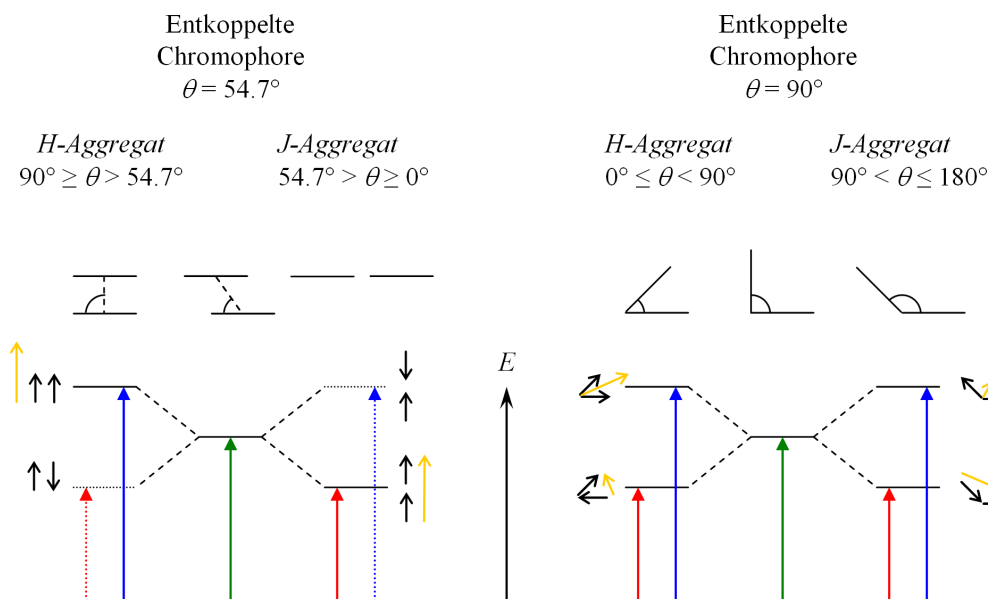 Entkoppelte
Chromophore
θ = 54.7°
H-Aggregat
90° ≥ θ > 54.7°
J-Aggregat
54.7° > θ ≥ 0°
Entkoppelte
Chromophore
θ = 90°
H-Aggregat
0° ≤ θ < 90°
J-Aggregat
90° < θ ≤ 180°
E